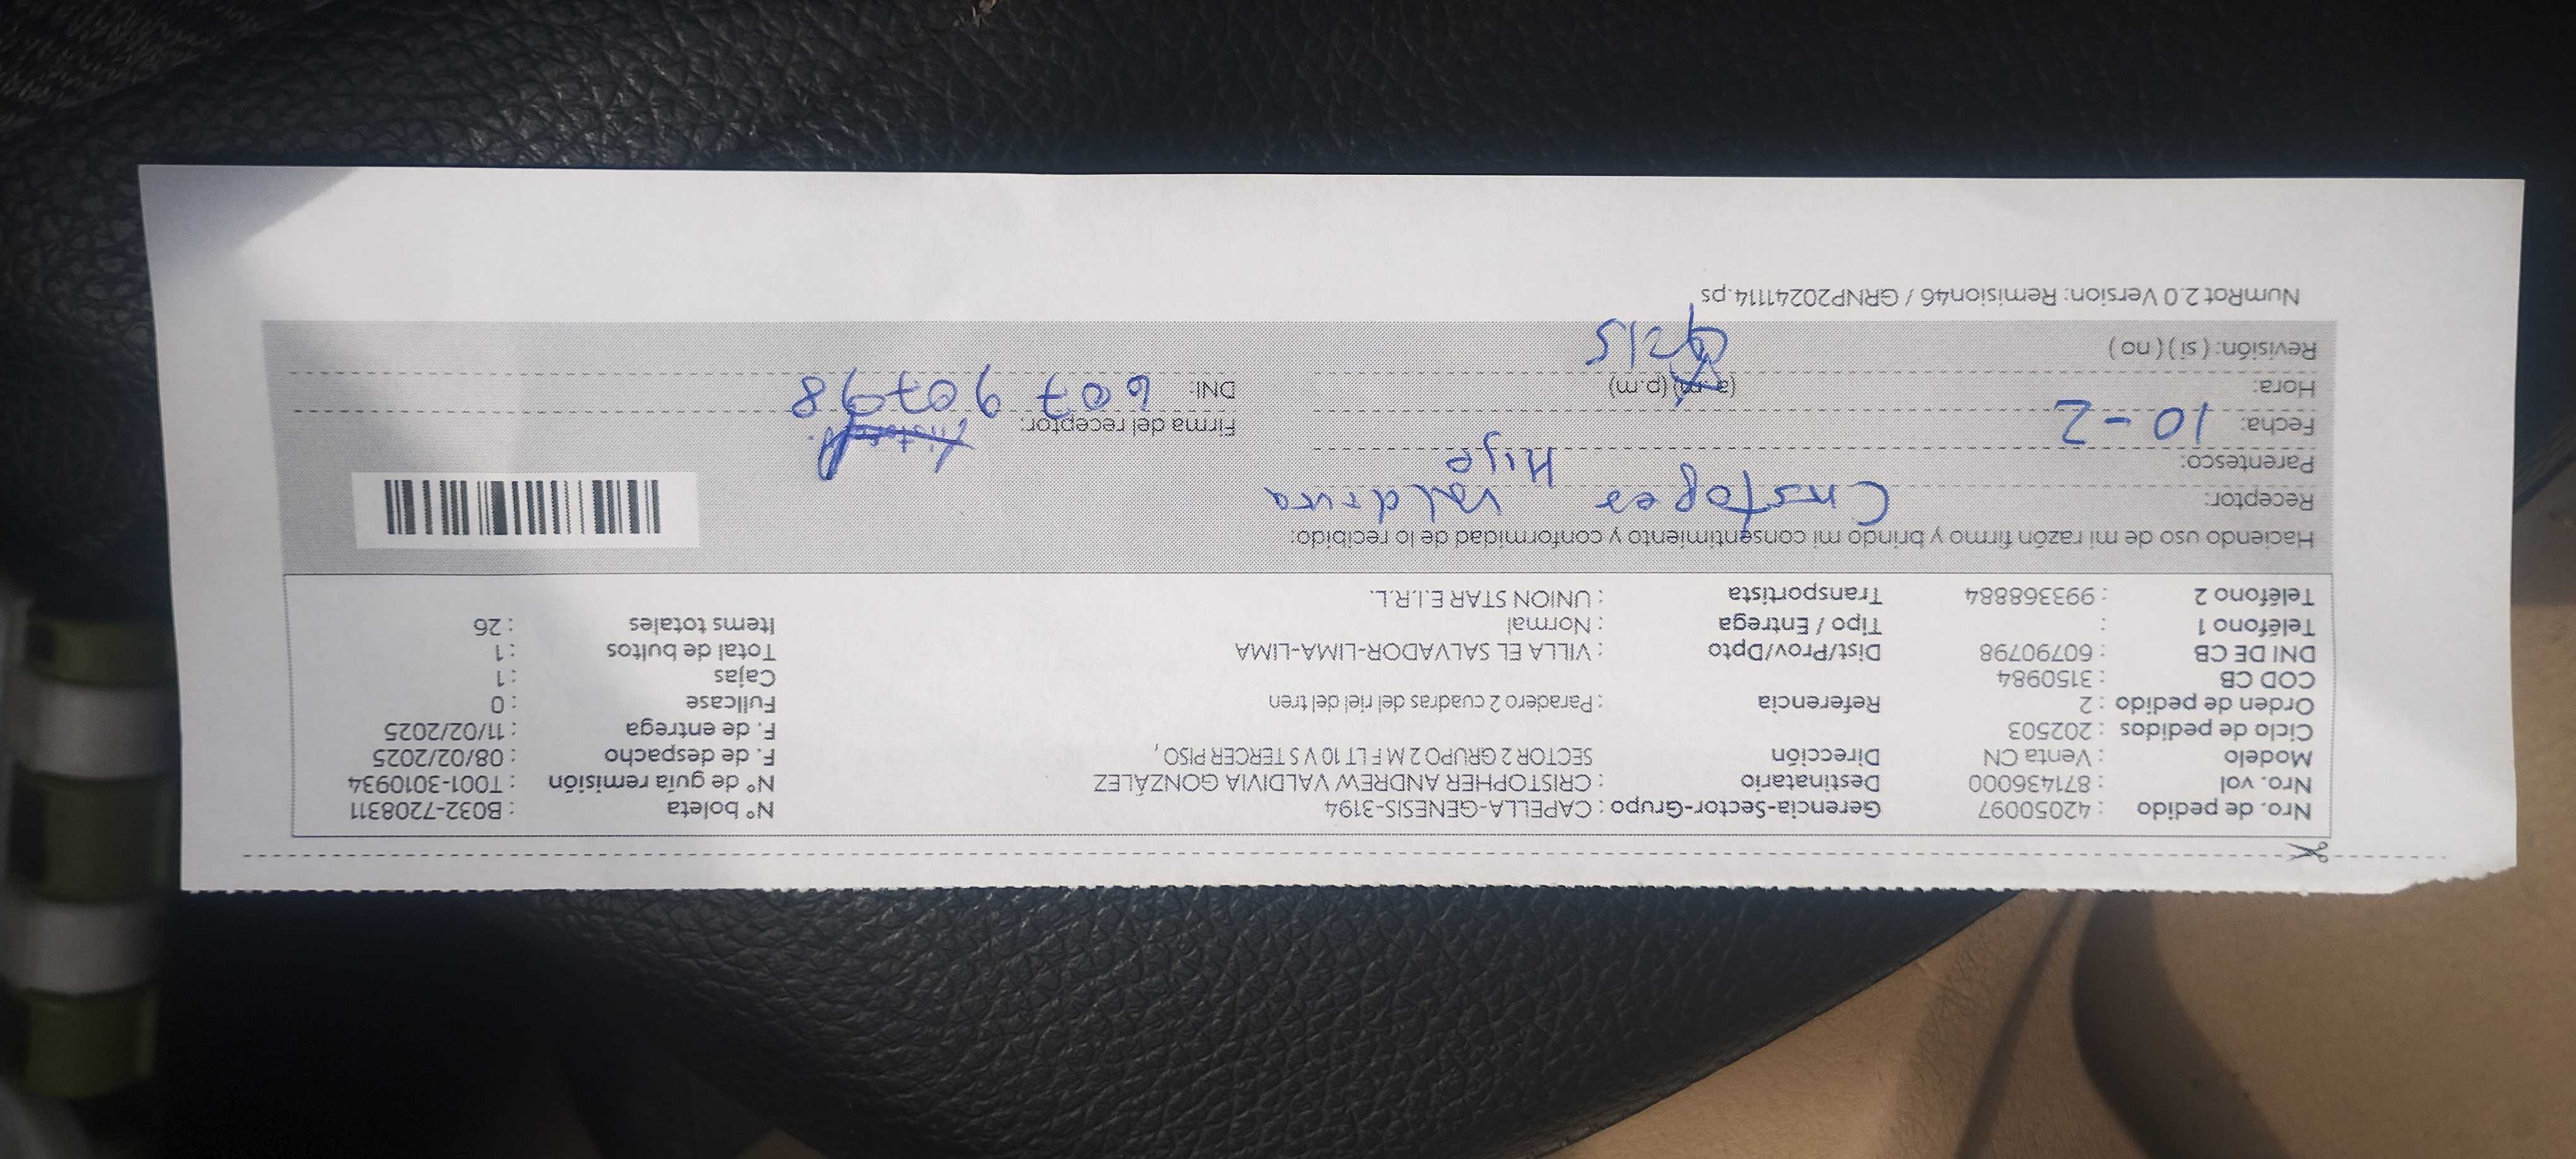 Nro. de pedido : 42050097 Gerencia-Sector-Grupo : CAPELLA-GENESIS-3194 N° boleta : B032-7208311
Nro. vol : 871436000 Destinatario : CRISTOPHER ANDREW VALDIVIA GONZÁLEZ N° de guía remisión : T001-3010934
Modelo : Venta CN Dirección SECTOR 2 GRUPO 2 M F LT 10 V S TERCER PISO, F. de despacho : 08/02/2025
Ciclo de pedidos : 202503 F. de entrega : 11/02/2025
Orden de pedido : 2 Referencia : Paradero 2 cuadras del riel del tren Fullcase : 0
COD CB : 3150984 Cajas : 1
DNI DE CB : 60790798 Dist/Prov/Dpto : VILLA EL SALVADOR-LIMA-LIMA Total de bultos : 1
Teléfono 1 : Tipo / Entrega : Normal Items totales : 26
Teléfono 2 : 993368884 Transportista : UNION STAR E.I.R.L.
Haciendo uso de mi razón firmo y brindo mi consentimiento y conformidad de lo recibido:
Receptor:
Parentesco:
Fecha: 10-2 Firma del receptor:
Hora: (a.m) (p.m) DNI: 607 90798
Revisión: ( si ) ( no )
NumRot 2.0 Version: Remision46 / GRNP20241114.ps